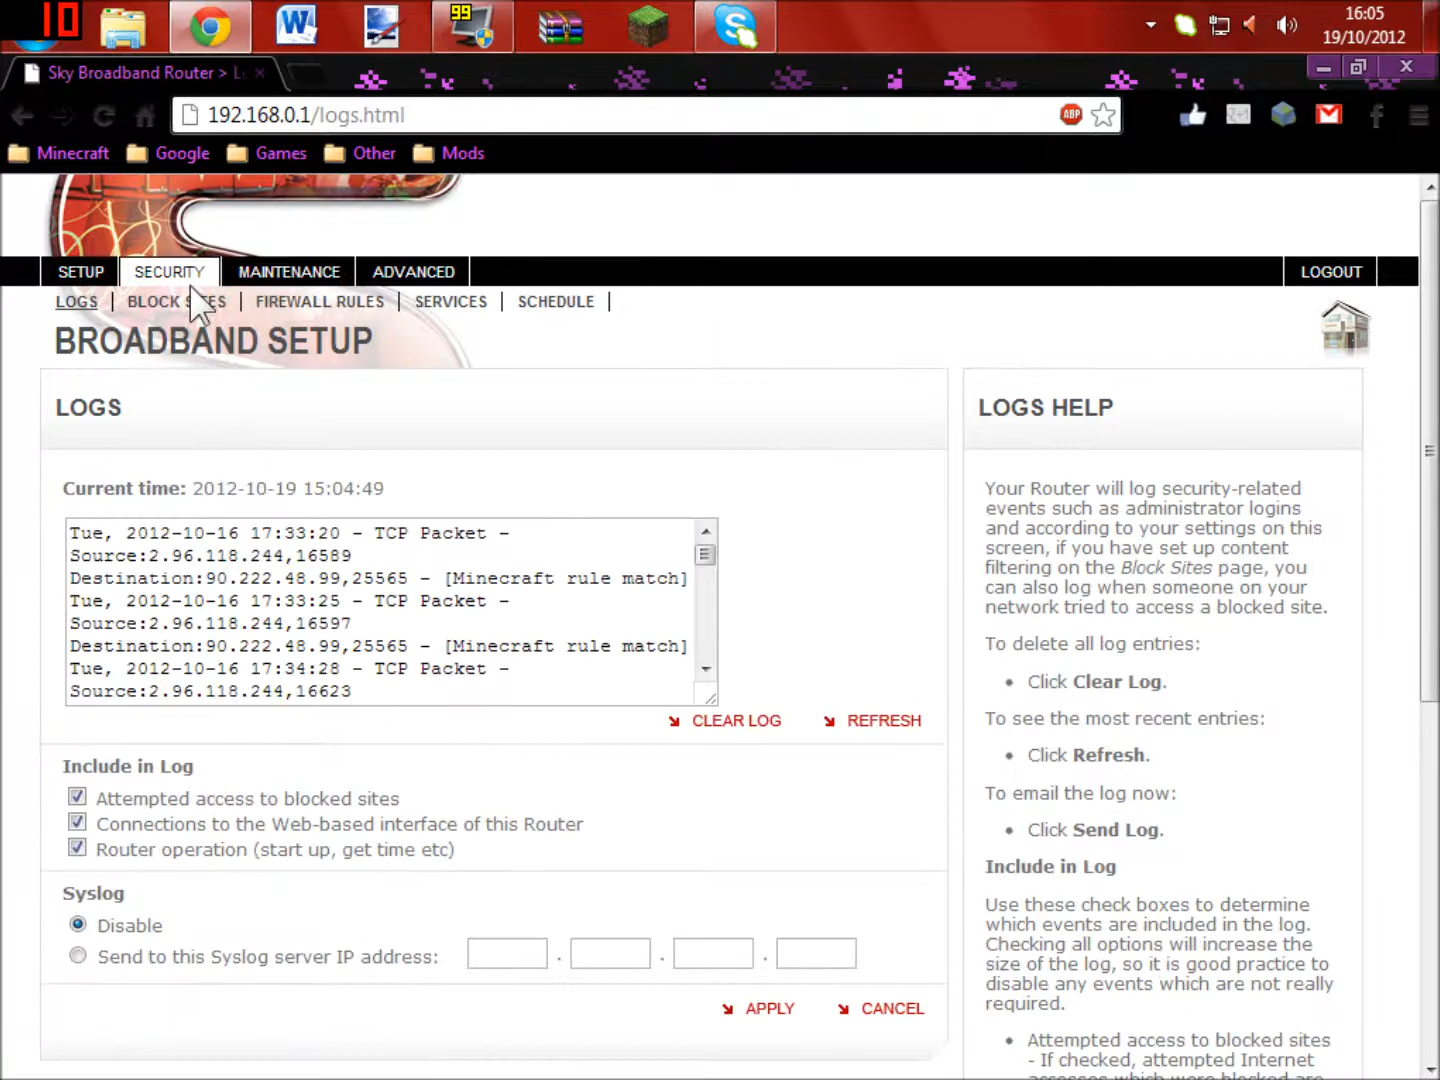 10
99
16:05
19/10/2012
Sky Broadband Router > Lo
192.168.0.1/logs.html
ABP
Minecraft Google Games Other Mods
SETUP SECURITY MAINTENANCE ADVANCED LOGOUT
LOGS BLOCK SITES FIREWALL RULES SERVICES SCHEDULE
BROADBAND SETUP
LOGS
Current time: 2012-10-19 15:04:49
Tue, 2012-10-16 17:33:20 - TCP Packet -
Source:2.96.118.244,16589
Destination:90.222.48.99,25565 - [Minecraft rule match]
Tue, 2012-10-16 17:33:25 - TCP Packet -
Source:2.96.118.244,16597
Destination:90.222.48.99,25565 - [Minecraft rule match]
Tue, 2012-10-16 17:34:28 - TCP Packet -
Source:2.96.118.244,16623
CLEAR LOG REFRESH
Include in Log
Attempted access to blocked sites
Connections to the Web-based interface of this Router
Router operation (start up, get time etc)
Syslog
Disable
Send to this Syslog server IP address: . . .
APPLY CANCEL
LOGS HELP
Your Router will log security-related
events such as administrator logins
and according to your settings on this
screen, if you have set up content
filtering on the Block Sites page, you
can also log when someone on your
network tried to access a blocked site.
To delete all log entries:
• Click Clear Log.
To see the most recent entries:
• Click Refresh.
To email the log now:
• Click Send Log.
Include in Log
Use these check boxes to determine
which events are included in the log.
Checking all options will increase the
size of the log, so it is good practice to
disable any events which are not really
required.
• Attempted access to blocked sites
- If checked, attempted Internet
accesses which were blocked are